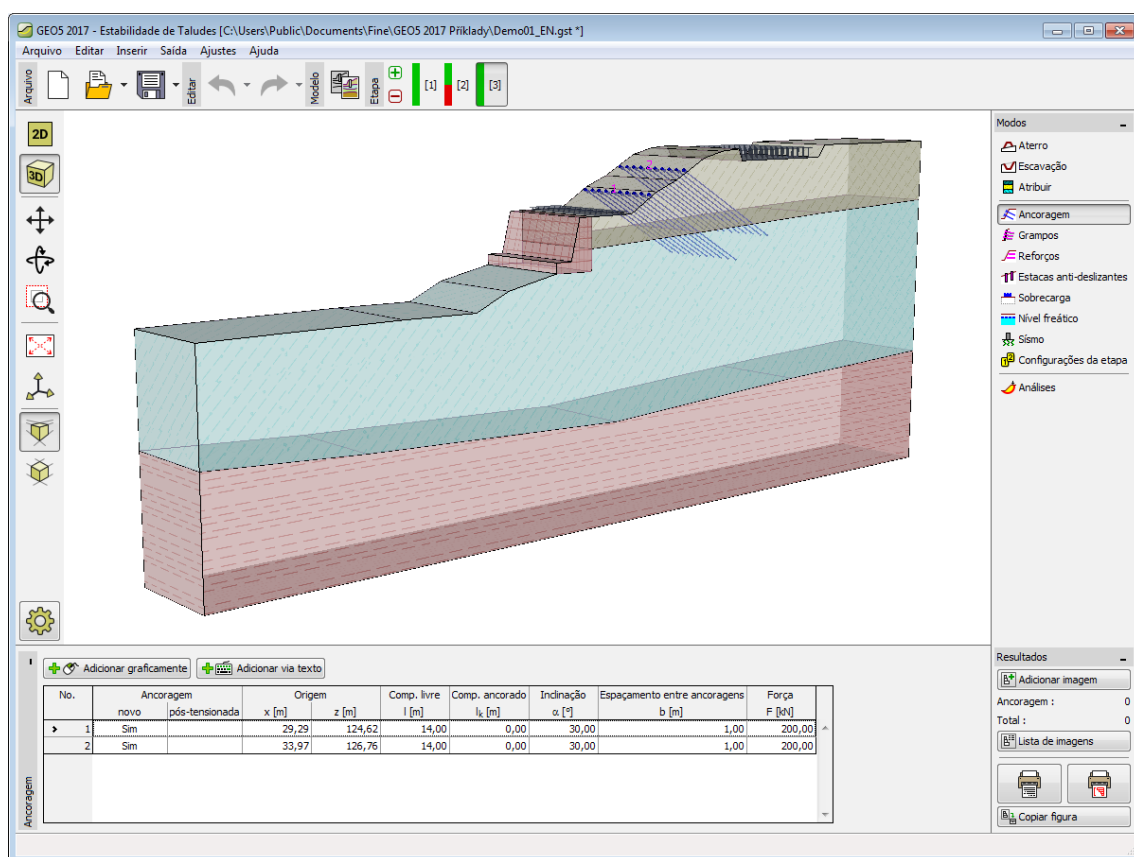 GEO5 2017 - Estabilidade de Taludes [C:\Users\Public\Documents\Fine\GEO5 2017 Příklady\Demo01_EN.gst *]
Arquivo Editar Inserir Saída Ajustes Ajuda
Arquivo Editar Modelo Etapa [1] [2] [3]
2D
3D
2
1
Modos
Aterro
Escavação
Atribuir
Ancoragem
Grampos
Reforços
Estacas anti-deslizantes
Sobrecarga
Nível freático
Sísmo
Configurações da etapa
Análises
Ancoragem
Adicionar graficamente Adicionar via texto
No. Ancoragem Origem Comp. livre Comp. ancorado Inclinação Espaçamento entre ancoragens Força
novo pós-tensionada x [m] z [m] l [m] lk [m] α [°] b [m] F [kN]
> 1 Sim 29,29 124,62 14,00 0,00 30,00 1,00 200,00
2 Sim 33,97 126,76 14,00 0,00 30,00 1,00 200,00
Resultados
Adicionar imagem
Ancoragem : 0
Total : 0
Lista de imagens
Copiar figura